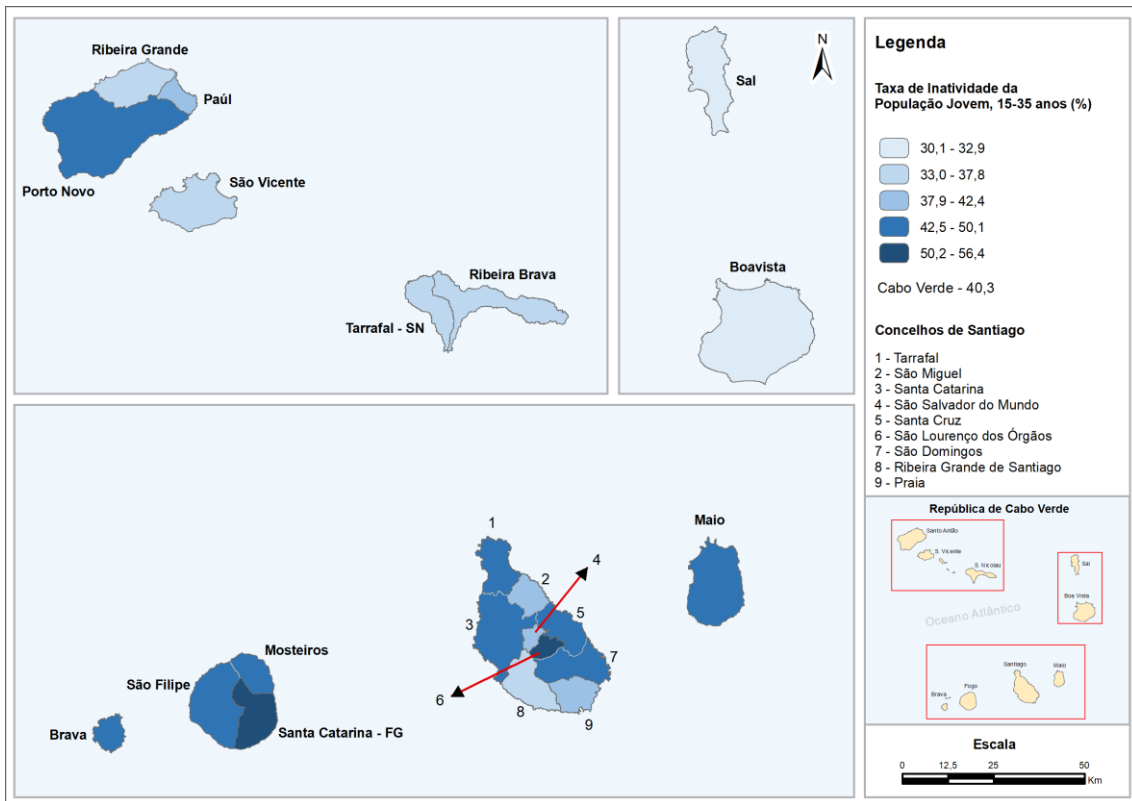 Ribeira Grande
Paúl
Porto Novo
São Vicente
Ribeira Brava
Tarrafal - SN
N
Sal
Boavista
1
2
3
4
5
6
7
8
9
Maio
Mosteiros
São Filipe
Santa Catarina - FG
Brava
Legenda
Taxa de Inatividade da
População Jovem, 15-35 anos (%)
30,1 - 32,9
33,0 - 37,8
37,9 - 42,4
42,5 - 50,1
50,2 - 56,4
Cabo Verde - 40,3
Concelhos de Santiago
1 - Tarrafal
2 - São Miguel
3 - Santa Catarina
4 - São Salvador do Mundo
5 - Santa Cruz
6 - São Lourenço dos Órgãos
7 - São Domingos
8 - Ribeira Grande de Santiago
9 - Praia
República de Cabo Verde
Santo Antão
S. Vicente
S. Nicolau
Sal
Boa Vista
Oceano Atlântico
Santiago
Maio
Fogo
Brava
Escala
0 12,5 25 50
Km